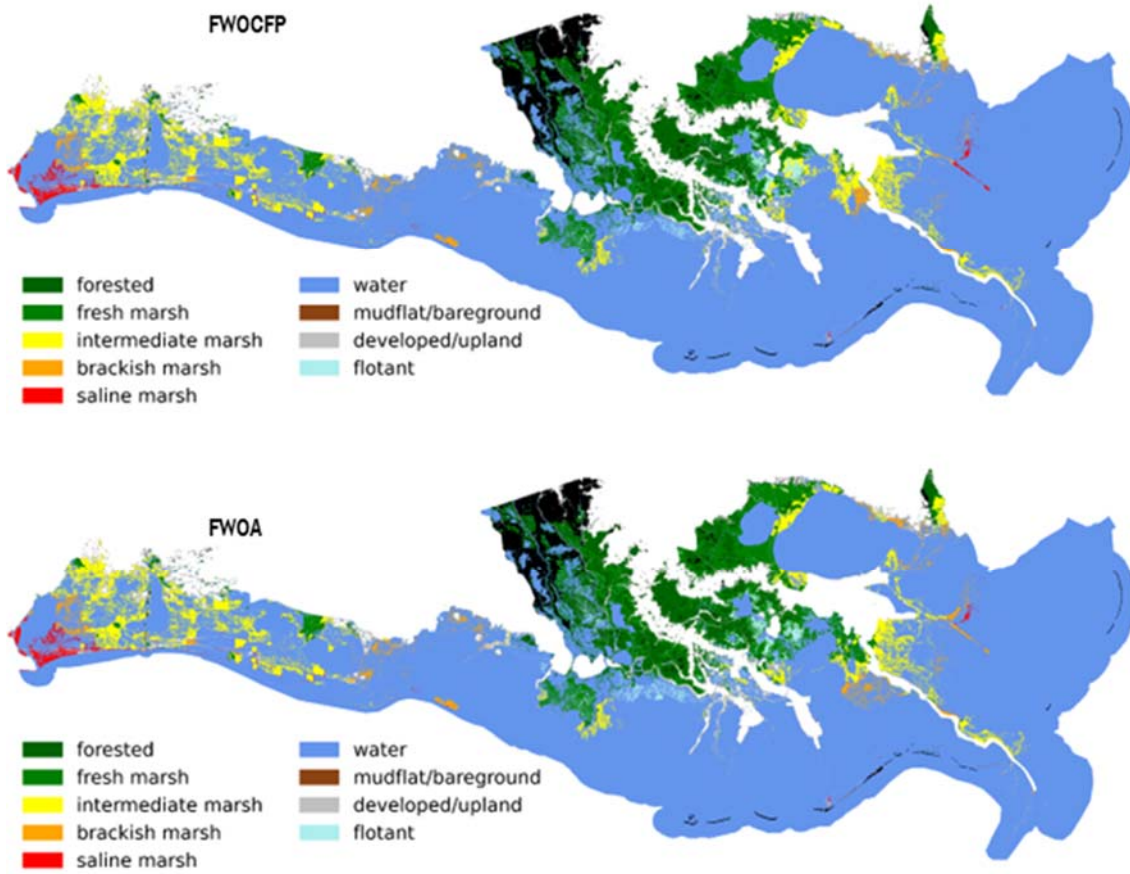 FWOCFP
forested
fresh marsh
intermediate marsh
brackish marsh
saline marsh
water
mudflat/bareground
developed/upland
flotant
FWOA
forested
fresh marsh
intermediate marsh
brackish marsh
saline marsh
water
mudflat/bareground
developed/upland
flotant